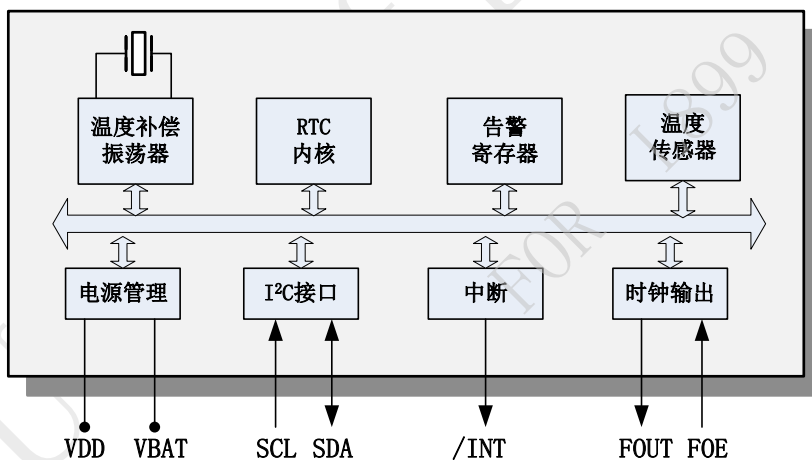 温度补偿
振荡器
RTC
内核
告警
寄存器
温度
传感器
电源管理
I²C接口
中断
时钟输出
VDD VBAT SCL SDA /INT FOUT FOE
FOR 1899